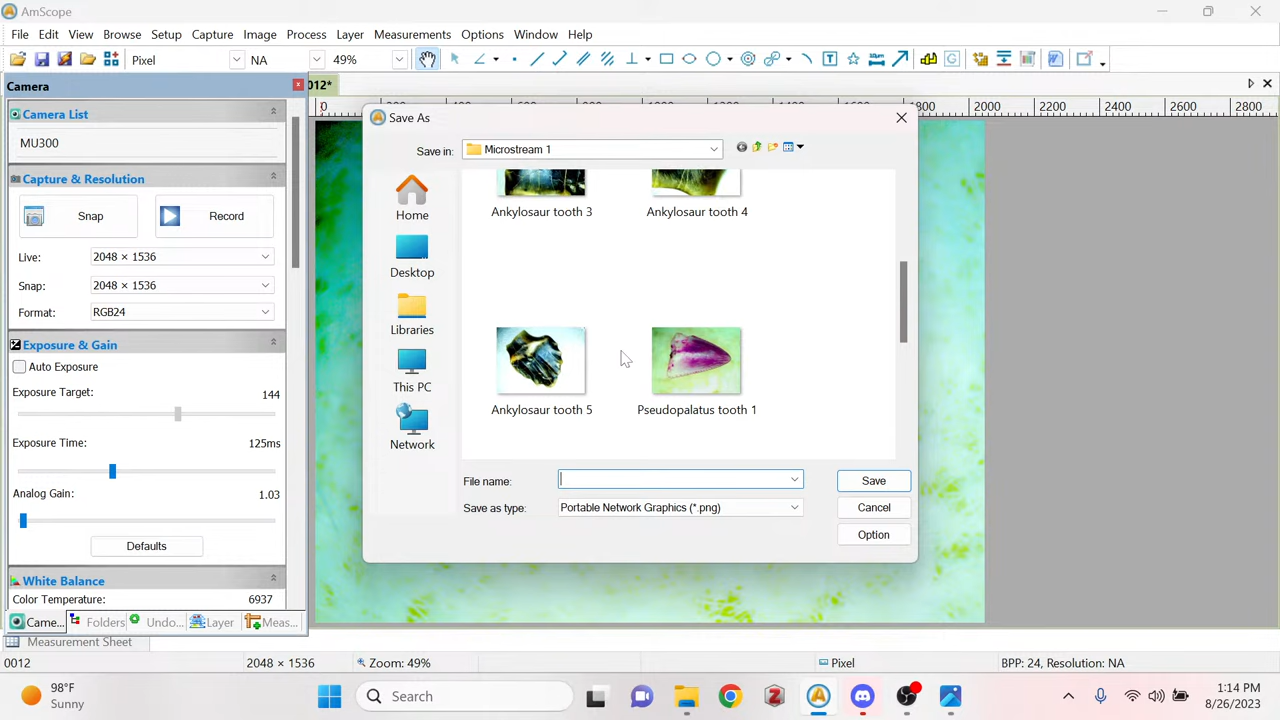 AmScope
File Edit View Browse Setup Capture Image Process Layer Measurements Options Window Help
Pixel NA 49%
Camera
012*
Camera List
MU300
Capture & Resolution
Snap Record
Live: 2048 × 1536
Snap: 2048 × 1536
Format: RGB24
Exposure & Gain
Auto Exposure
Exposure Target: 144
Exposure Time: 125ms
Analog Gain: 1.03
Defaults
White Balance
Color Temperature: 6937
Came... Folders Undo... Layer Meas...
2000 2200 2400 2600 2800
Save As
Save in: Microstream 1
Home
Desktop
Libraries
This PC
Network
Ankylosaur tooth 3 Ankylosaur tooth 4
Ankylosaur tooth 5 Pseudopalatus tooth 1
File name: Save
Save as type: Portable Network Graphics (*.png) Cancel
Option
Measurement Sheet
0012 2048 × 1536 Zoom: 49% Pixel BPP: 24, Resolution: NA
98°F
Sunny
Search
1:14 PM
8/26/2023